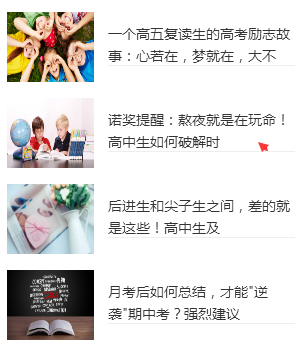 一个高五复读生的高考励志故
事：心若在，梦就在，大不
诺奖提醒：熬夜就是在玩命！
高中生如何破解时
后进生和尖子生之间，差的就
是这些！高中生及
月考后如何总结，才能"逆
袭"期中考？强烈建议